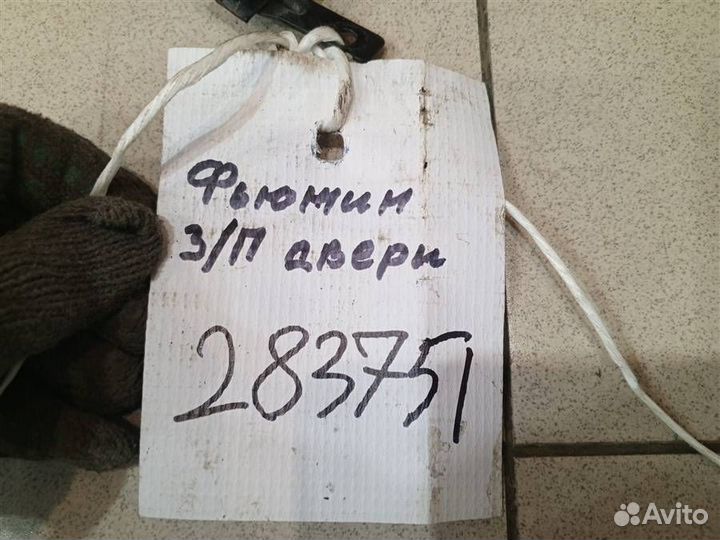 Фьюжин
З/П двери
283751
Avito